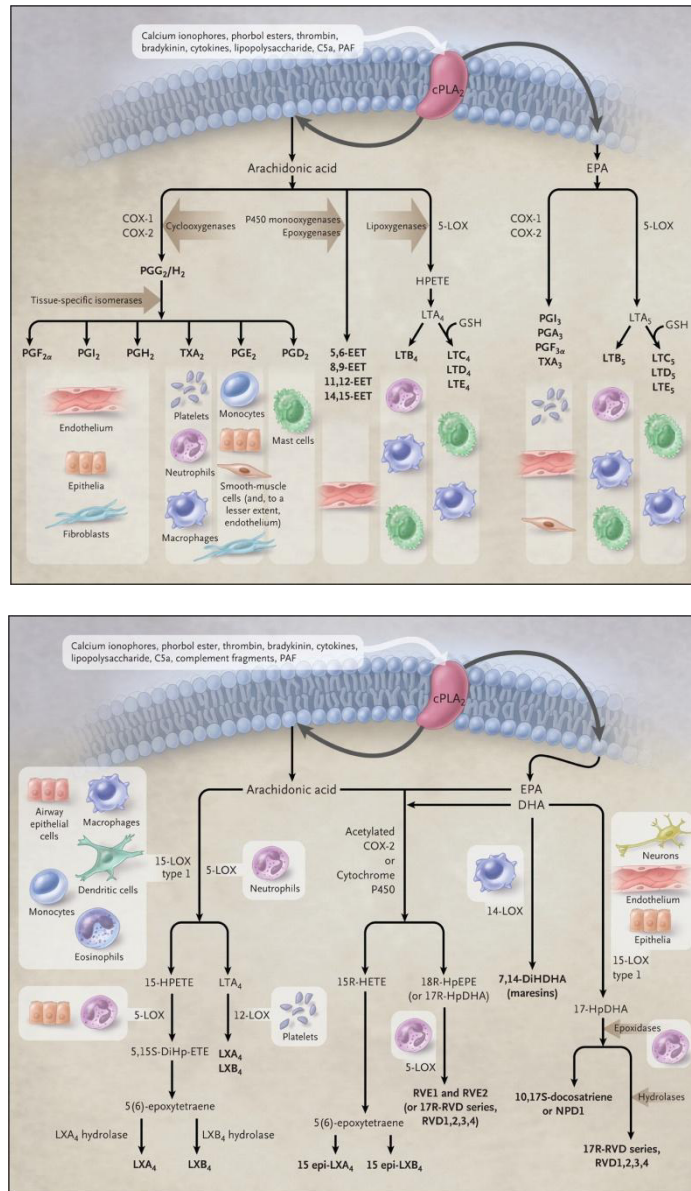 Calcium ionophores, phorbol esters, thrombin,
bradykinin, cytokines, lipopolysaccharide, C5a, PAF
cPLA2
Arachidonic acid
EPA
COX-1
COX-2
Cyclooxygenases
P450 monooxygenases
Epoxygenases
Lipoxygenases
5-LOX
COX-1
COX-2
5-LOX
PGG2/H2
HPETE
Tissue-specific isomerases
LTA4
GSH
PGI3
PGA3
PGF3α
TXA3
LTA5
GSH
PGF2α
PGI2
PGH2
TXA2
PGE2
PGD2
5,6-EET
8,9-EET
11,12-EET
14,15-EET
LTB4
LTC4
LTD4
LTE4
LTB5
LTC5
LTD5
LTE5
Endothelium
Epithelia
Fibroblasts
Platelets
Neutrophils
Macrophages
Monocytes
Smooth-muscle
cells (and, to a
lesser extent,
endothelium)
Mast cells
Calcium ionophores, phorbol ester, thrombin, bradykinin, cytokines,
lipopolysaccharide, C5a, complement fragments, PAF
cPLA2
Arachidonic acid
EPA
DHA
Airway
epithelial
cells
Macrophages
Dendritic cells
Monocytes
Eosinophils
15-LOX
type 1
5-LOX
Neutrophils
Acetylated
COX-2
or
Cytochrome
P450
14-LOX
Neurons
Endothelium
Epithelia
15-LOX
type 1
15-HPETE
LTA4
15R-HETE
18R-HpEPE
(or 17R-HpDHA)
7,14-DiHDHA
(maresins)
17-HpDHA
5-LOX
12-LOX
Platelets
Epoxidases
5,15S-DiHp-ETE
LXA4
LXB4
5-LOX
5(6)-epoxytetraene
RVE1 and RVE2
(or 17R-RVD series,
RVD1,2,3,4)
10,17S-docosatriene
or NPD1
Hydrolases
LXA4 hydrolase
LXB4 hydrolase
5(6)-epoxytetraene
LXA4
LXB4
15 epi-LXA4
15 epi-LXB4
17R-RVD series,
RVD1,2,3,4